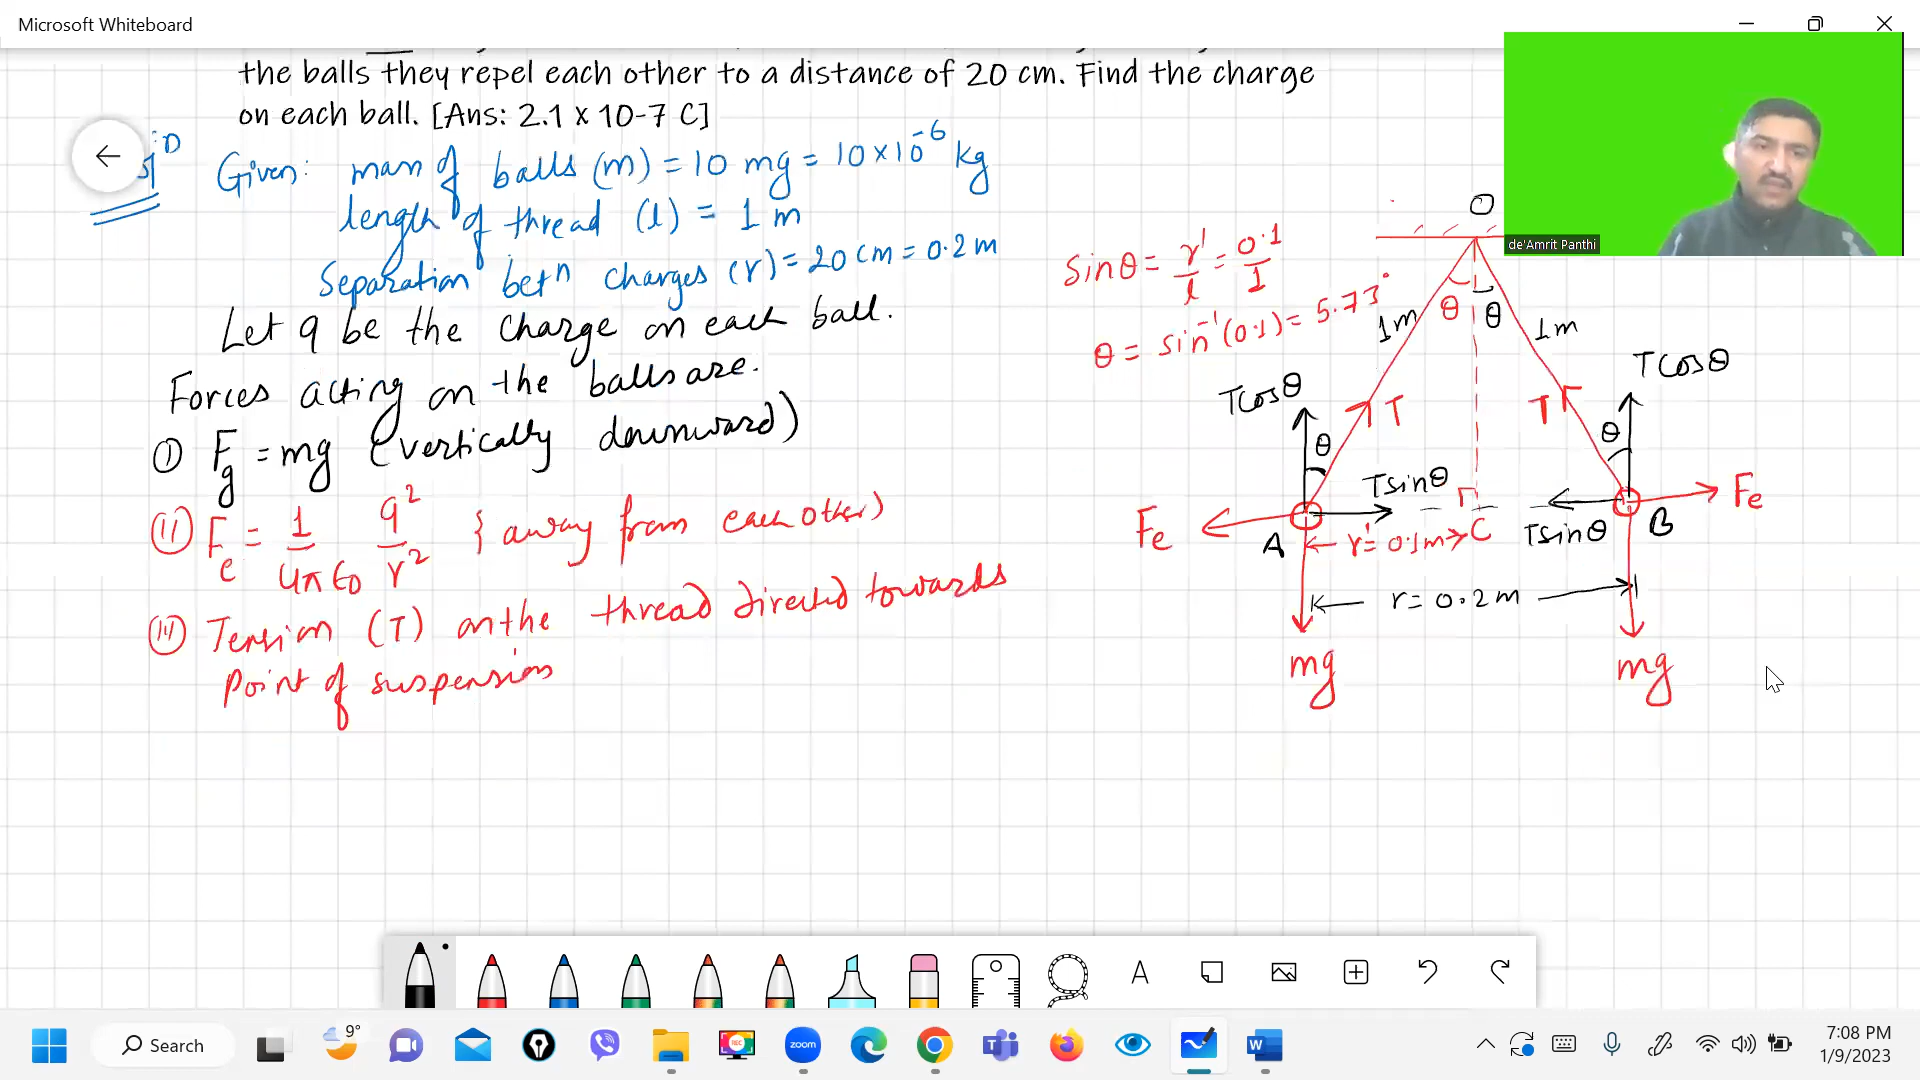 Microsoft Whiteboard
the balls they repel each other to a distance of 20 cm. Find the charge
on each ball. [Ans: 2.1 x 10-7 C]
Given: mass of balls (m) = 10 mg = 10×10⁻⁶ kg
length of thread (l) = 1 m
Separation betⁿ charges (r) = 20 cm = 0.2 m
Let q be the charge on each ball.
Forces acting on the balls are.
① Fg = mg (vertically downward)
② Fe = 1/4πϵ0 q²/r² {away from each other)
③ Tension (T) on the thread directed towards
point of suspension
Sinθ = r'/l = 0.1/1
θ = sin⁻¹(0.1) = 5.73°
O
de'Amrit Panthi
θ θ
1m 1m
Tcosθ Tcosθ
T T
θ θ
Tsinθ Tsinθ
Fe Fe
A B
r' = 0.1m C
r = 0.2 m
mg mg
A
9°
Search
zoom
REC
T
W
7:08 PM
1/9/2023